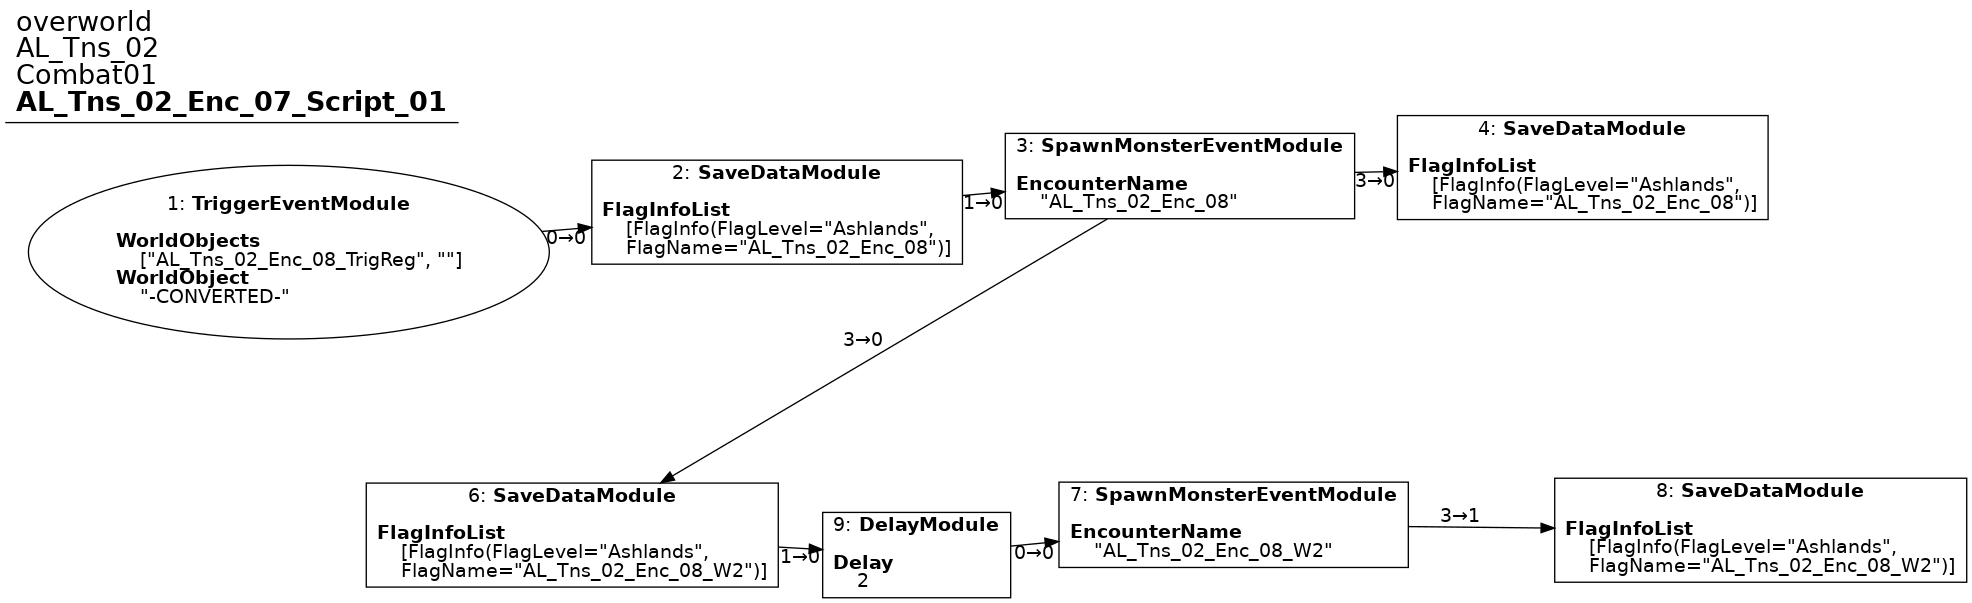 overworld
AL_Tns_02
Combat01
AL_Tns_02_Enc_07_Script_01
1: TriggerEventModule
WorldObjects
["AL_Tns_02_Enc_08_TrigReg", ""]
WorldObject
"-CONVERTED-"
0→0
2: SaveDataModule
FlagInfoList
[FlagInfo(FlagLevel="Ashlands",
FlagName="AL_Tns_02_Enc_08")]
1→0
3: SpawnMonsterEventModule
EncounterName
"AL_Tns_02_Enc_08"
3→0
4: SaveDataModule
FlagInfoList
[FlagInfo(FlagLevel="Ashlands",
FlagName="AL_Tns_02_Enc_08")]
3→0
6: SaveDataModule
FlagInfoList
[FlagInfo(FlagLevel="Ashlands",
FlagName="AL_Tns_02_Enc_08_W2")]
1→0
9: DelayModule
Delay
2
0→0
7: SpawnMonsterEventModule
EncounterName
"AL_Tns_02_Enc_08_W2"
3→1
8: SaveDataModule
FlagInfoList
[FlagInfo(FlagLevel="Ashlands",
FlagName="AL_Tns_02_Enc_08_W2")]